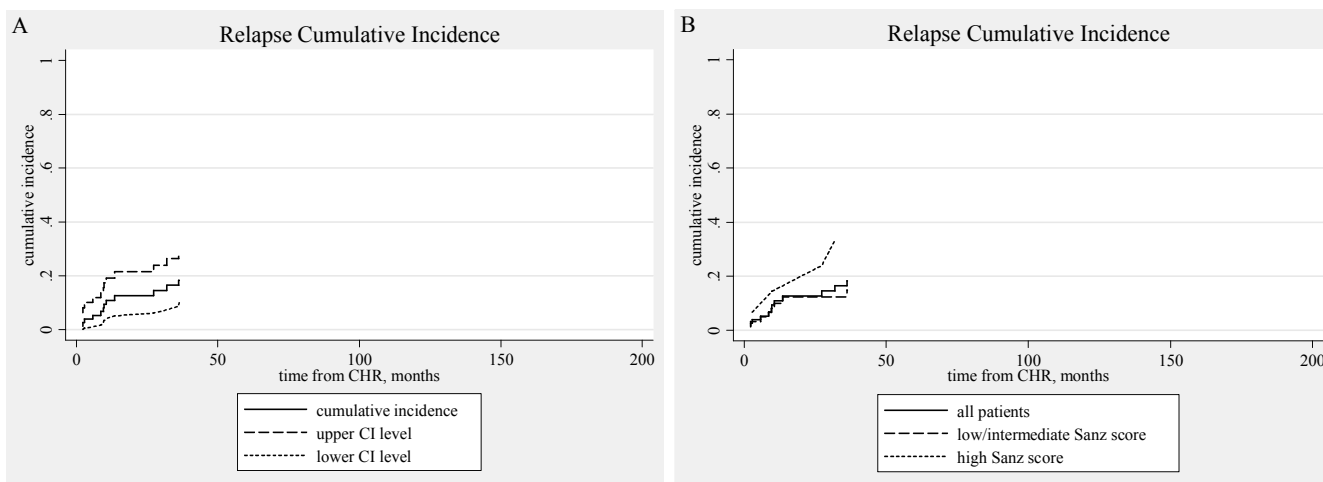 A
Relapse Cumulative Incidence
cumulative incidence
1
.8
.6
.4
.2
0
0 50 100 150 200
time from CHR, months
cumulative incidence
upper CI level
lower CI level
B
Relapse Cumulative Incidence
cumulative incidence
1
.8
.6
.4
.2
0
0 50 100 150 200
time from CHR, months
all patients
low/intermediate Sanz score
high Sanz score